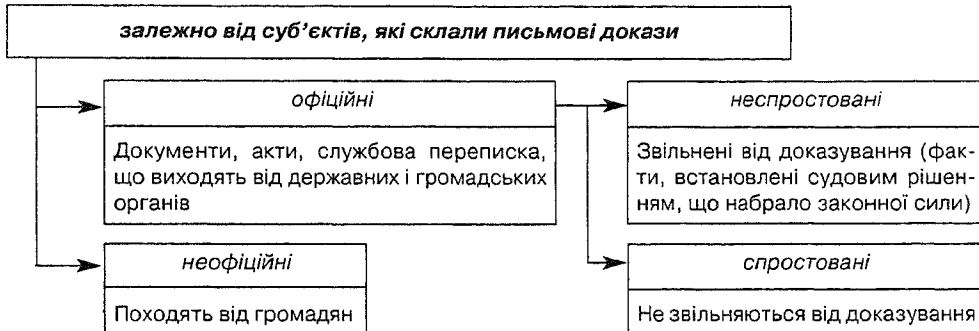 залежно від суб’єктів, які склали письмові докази
офіційні
Документи, акти, службова переписка,
що виходять від державних і громадських
органів
неспростовані
Звільнені від доказування (фак-
ти, встановлені судовим рішен-
ням, що набрало законної сили)
неофіційні
Походять від громадян
спростовані
Не звільняються від доказування